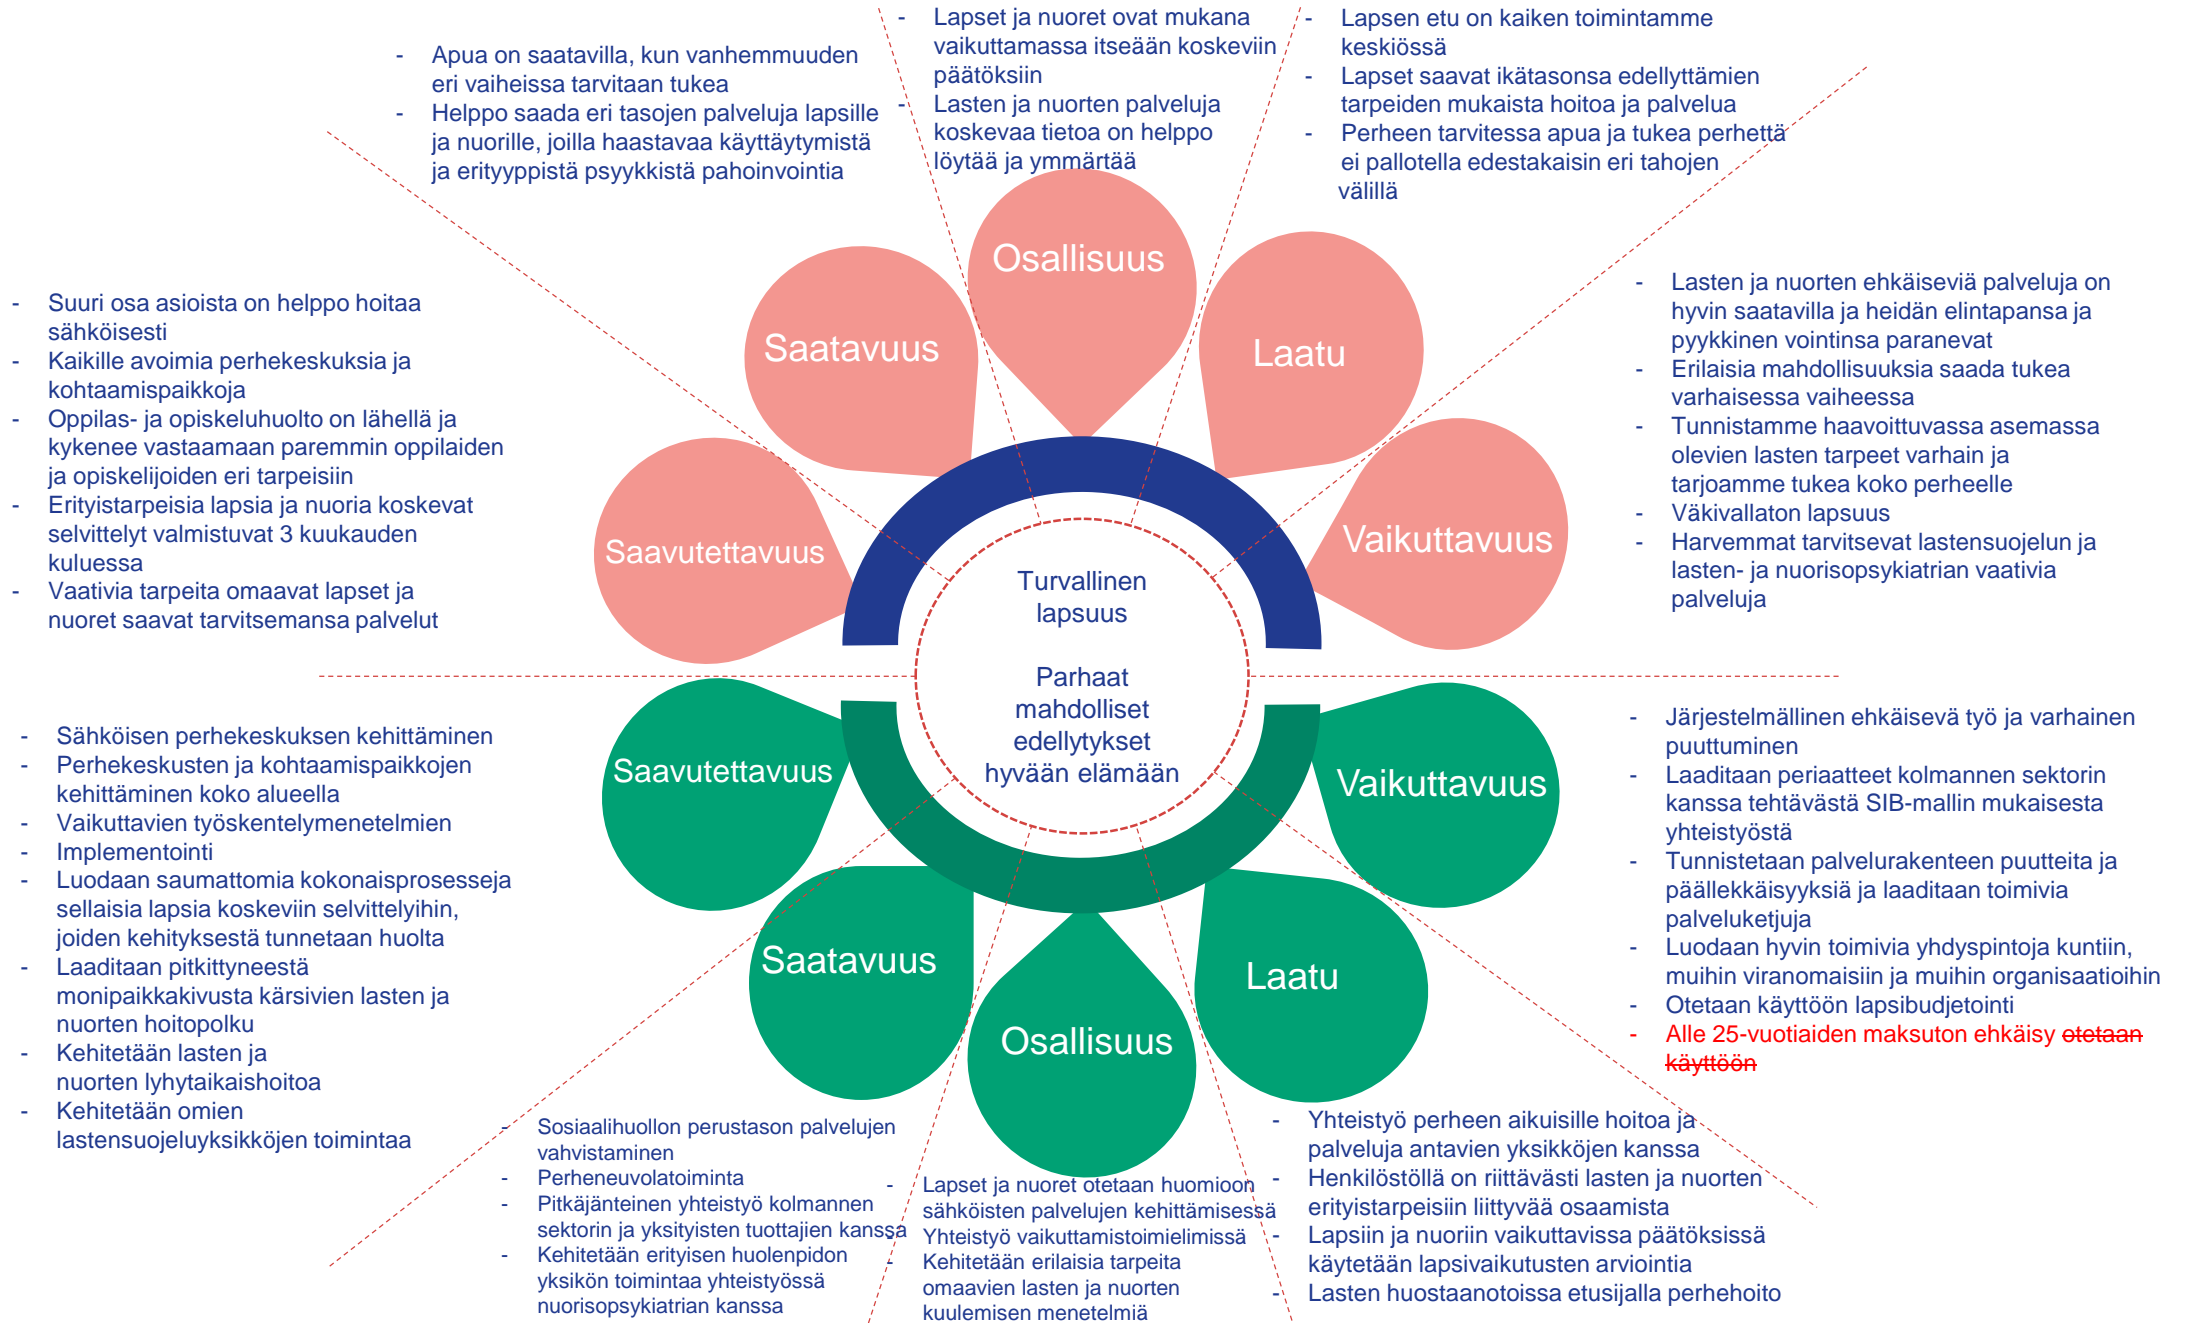 - Apua on saatavilla, kun vanhemmuuden
eri vaiheissa tarvitaan tukea
- Helppo saada eri tasojen palveluja lapsille
ja nuorille, joilla haastavaa käyttäytymistä
ja erityyppistä psyykkistä pahoinvointia
- Lapset ja nuoret ovat mukana
vaikuttamassa itseään koskeviin
päätöksiin
- Lasten ja nuorten palveluja
koskevaa tietoa on helppo
löytää ja ymmärtää
- Lapsen etu on kaiken toimintamme
keskiössä
- Lapset saavat ikätasonsa edellyttämien
tarpeiden mukaista hoitoa ja palvelua
- Perheen tarvitessa apua ja tukea perhettä
ei pallotella edestakaisin eri tahojen
välillä
- Suuri osa asioista on helppo hoitaa
sähköisesti
- Kaikille avoimia perhekeskuksia ja
kohtaamispaikkoja
- Oppilas- ja opiskeluhuolto on lähellä ja
kykenee vastaamaan paremmin oppilaiden
ja opiskelijoiden eri tarpeisiin
- Erityistarpeisia lapsia ja nuoria koskevat
selvittelyt valmistuvat 3 kuukauden
kuluessa
- Vaativia tarpeita omaavat lapset ja
nuoret saavat tarvitsemansa palvelut
Saavutettavuus
Saatavuus
Osallisuus
Laatu
Vaikuttavuus
- Lasten ja nuorten ehkäiseviä palveluja on
hyvin saatavilla ja heidän elintapansa ja
pyykkinen vointinsa paranevat
- Erilaisia mahdollisuuksia saada tukea
varhaisessa vaiheessa
- Tunnistamme haavoittuvassa asemassa
olevien lasten tarpeet varhain ja
tarjoamme tukea koko perheelle
- Väkivallaton lapsuus
- Harvemmat tarvitsevat lastensuojelun ja
lasten- ja nuorisopsykiatrian vaativia
palveluja
Turvallinen
lapsuus
Parhaat
mahdolliset
edellytykset
hyvään elämään
- Sähköisen perhekeskuksen kehittäminen
- Perhekeskusten ja kohtaamispaikkojen
kehittäminen koko alueella
- Vaikuttavien työskentelymenetelmien
- Implementointi
- Luodaan saumattomia kokonaisprosesseja
sellaisia lapsia koskeviin selvittelyihin,
joiden kehityksestä tunnetaan huolta
- Laaditaan pitkittyneestä
monipaikkakivusta kärsivien lasten ja
nuorten hoitopolku
- Kehitetään lasten ja
nuorten lyhytaikaishoitoa
- Kehitetään omien
lastensuojeluyksikköjen toimintaa
Saavutettavuus
Saatavuus
Osallisuus
Laatu
Vaikuttavuus
- Järjestelmällinen ehkäisevä työ ja varhainen
puuttuminen
- Laaditaan periaatteet kolmannen sektorin
kanssa tehtävästä SIB-mallin mukaisesta
yhteistyöstä
- Tunnistetaan palvelurakenteen puutteita ja
päällekkäisyyksiä ja laaditaan toimivia
palveluketjuja
- Luodaan hyvin toimivia yhdyspintoja kuntiin,
muihin viranomaisiin ja muihin organisaatioihin
- Otetaan käyttöön lapsibudjetointi
- Alle 25-vuotiaiden maksuton ehkäisy otetaan
käyttöön
- Sosiaalihuollon perustason palvelujen
vahvistaminen
- Perheneuvolatoiminta
- Pitkäjänteinen yhteistyö kolmannen
sektorin ja yksityisten tuottajien kanssa
- Kehitetään erityisen huolenpidon
yksikön toimintaa yhteistyössä
nuorisopsykiatrian kanssa
- Lapset ja nuoret otetaan huomioon
sähköisten palvelujen kehittämisessä
- Yhteistyö vaikuttamistoimielimissä
- Kehitetään erilaisia tarpeita
omaavien lasten ja nuorten
kuulemisen menetelmiä
- Yhteistyö perheen aikuisille hoitoa ja
palveluja antavien yksikköjen kanssa
- Henkilöstöllä on riittävästi lasten ja nuorten
erityistarpeisiin liittyvää osaamista
- Lapsiin ja nuoriin vaikuttavissa päätöksissä
käytetään lapsivaikutusten arviointia
- Lasten huostaanotoissa etusijalla perhehoito